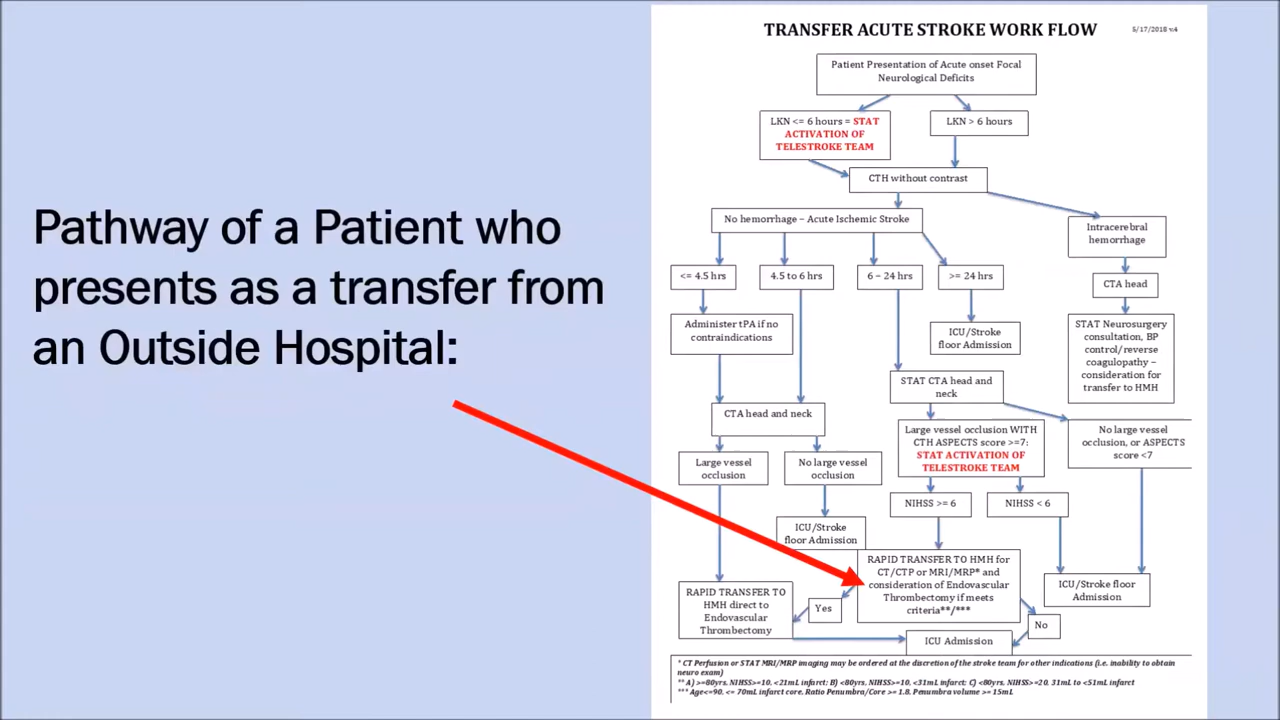 TRANSFER ACUTE STROKE WORK FLOW
5/17/2018 v.4
Pathway of a Patient who
presents as a transfer from
an Outside Hospital:
Patient Presentation of Acute onset Focal
Neurological Deficits
LKN <= 6 hours = STAT
ACTIVATION OF
TELESTROKE TEAM
LKN > 6 hours
CTH without contrast
No hemorrhage – Acute Ischemic Stroke
Intracerebral
hemorrhage
<= 4.5 hrs
4.5 to 6 hrs
6 – 24 hrs
>= 24 hrs
CTA head
Administer tPA if no
contraindications
ICU/Stroke
floor Admission
STAT Neurosurgery
consultation, BP
control/reverse
coagulopathy –
consideration for
transfer to HMH
STAT CTA head and
neck
CTA head and neck
Large vessel occlusion WITH
CTH ASPECTS score >=7:
STAT ACTIVATION OF
TELESTROKE TEAM
No large vessel
occlusion, or ASPECTS
score <7
Large vessel
occlusion
No large vessel
occlusion
NIHSS >= 6
NIHSS < 6
ICU/Stroke
floor Admission
RAPID TRANSFER TO HMH for
CT/CTP or MRI/MRP* and
consideration of Endovascular
Thrombectomy if meets
criteria**/***
ICU/Stroke floor
Admission
RAPID TRANSFER TO
HMH direct to
Endovascular
Thrombectomy
Yes
No
ICU Admission
* CT Perfusion or STAT MRI/MRP imaging may be ordered at the discretion of the stroke team for other indications (i.e. inability to obtain
neuro exam)
** A) >=80yrs, NIHSS>=10, <21mL infarct; B) <80yrs, NIHSS>=10, <31mL infarct; C) <80yrs, NIHSS>=20, 31mL to <51mL infarct
*** Age<=90, <= 70mL infarct core, Ratio Penumbra/Core >= 1.8, Penumbra volume >= 15mL